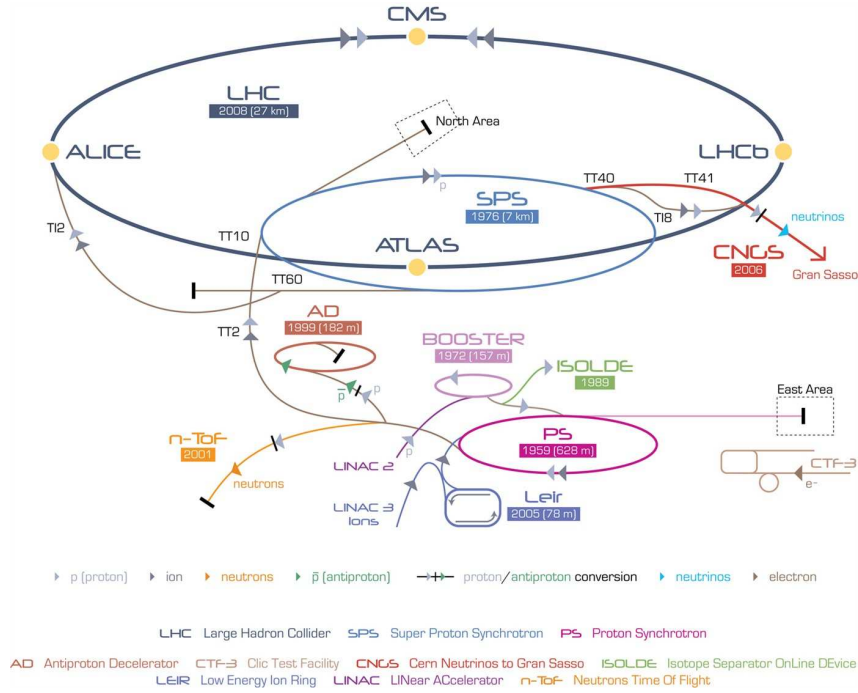 CMS
LHC
2008 (27 km)
North Area
ALICE
LHCb
TT40
TT41
p
SPS
1976 (7 km)
TI8
neutrinos
TI2
TT10
ATLAS
CNGS
2006
Gran Sasso
TT60
AD
1999 (182 m)
TT2
BOOSTER
1972 (157 m)
ISOLDE
1989
p̄
p
East Area
n-ToF
2001
LINAC 2
p
PS
1959 (628 m)
neutrons
CTF-3
e-
LINAC 3
Ions
Leir
2005 (78 m)
p (proton) ion neutrons p̄ (antiproton) proton/antiproton conversion neutrinos electron
LHC Large Hadron Collider SPS Super Proton Synchrotron PS Proton Synchrotron
AD Antiproton Decelerator CTF-3 Clic Test Facility CNGS Cern Neutrinos to Gran Sasso ISOLDE Isotope Separator OnLine DEvice
LEIR Low Energy Ion Ring LINAC LINear ACcelerator n-ToF Neutrons Time Of Flight